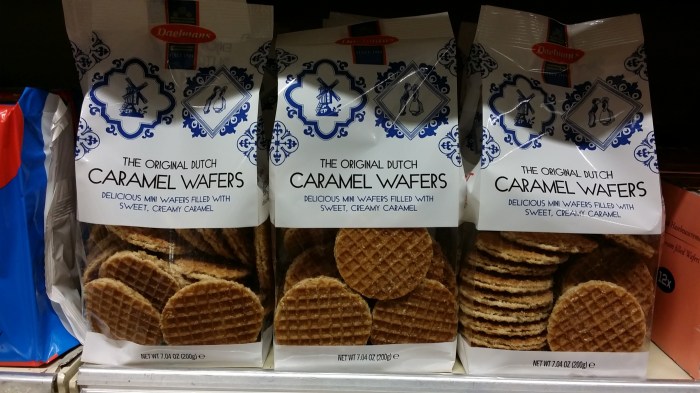 Daelmans
THE ORIGINAL DUTCH
CARAMEL WAFERS
DELICIOUS MINI WAFERS FILLED WITH
SWEET, CREAMY CARAMEL
NET WT 7.04 OZ (200g) e
THE ORIGINAL DUTCH
CARAMEL WAFERS
DELICIOUS MINI WAFERS FILLED WITH
SWEET, CREAMY CARAMEL
NET WT 7.04 OZ (200g) e
Daelmans
THE ORIGINAL DUTCH
CARAMEL WAFERS
DELICIOUS MINI WAFERS FILLED WITH
SWEET, CREAMY CARAMEL
NET WT 7.04 OZ (200g) e
12x